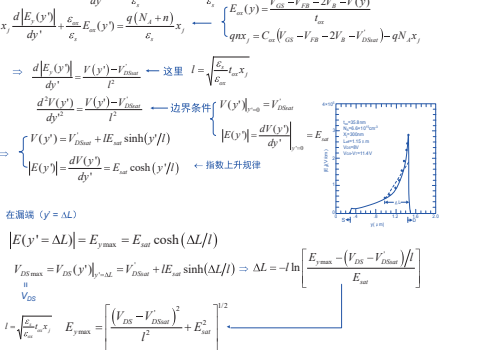 x_j d|E_y(y')|/dy' + ε_ox/ε_s E_ox(y') = q(N_A + n)/ε_s x_j
E_ox(y) = V_GS − V_FB − 2V_B − V(y)/t_ox
qnx_j = C_ox(V_GS − V_FB − 2V_B − V'_DSsat) − qN_A x_j
⇒ d|E_y(y')|/dy' = V(y') − V'_DSsat/l² ← 这里 l = √(ε_s/ε_ox t_ox x_j)
d²V(y')/dy'² = V(y') − V'_DSsat/l² ← 边界条件
V(y')|y'=0 = V'_DSsat
|E(y')| = dV(y')/dy'|y'=0 = E_sat
⇒ V(y') = V'_DSsat + lE_sat sinh(y'/l)
|E(y')| = dV(y')/dy' = E_sat cosh(y'/l) ← 指数上升规律
在漏端（y' = ΔL）
|E(y' = ΔL)| = E_ymax = E_sat cosh(ΔL/l)
V_DSmax = V_DS(y')|y'=ΔL = V'_DSsat + lE_sat sinh(ΔL/l) ⇒ ΔL = −l ln[E_ymax − (V_DS − V'_DSsat)/l / E_sat]
=
V_DS
l = √(ε_s/ε_ox t_ox x_j) E_ymax = [(V_DS − V'_DSsat)²/l² + E²_sat]^1/2